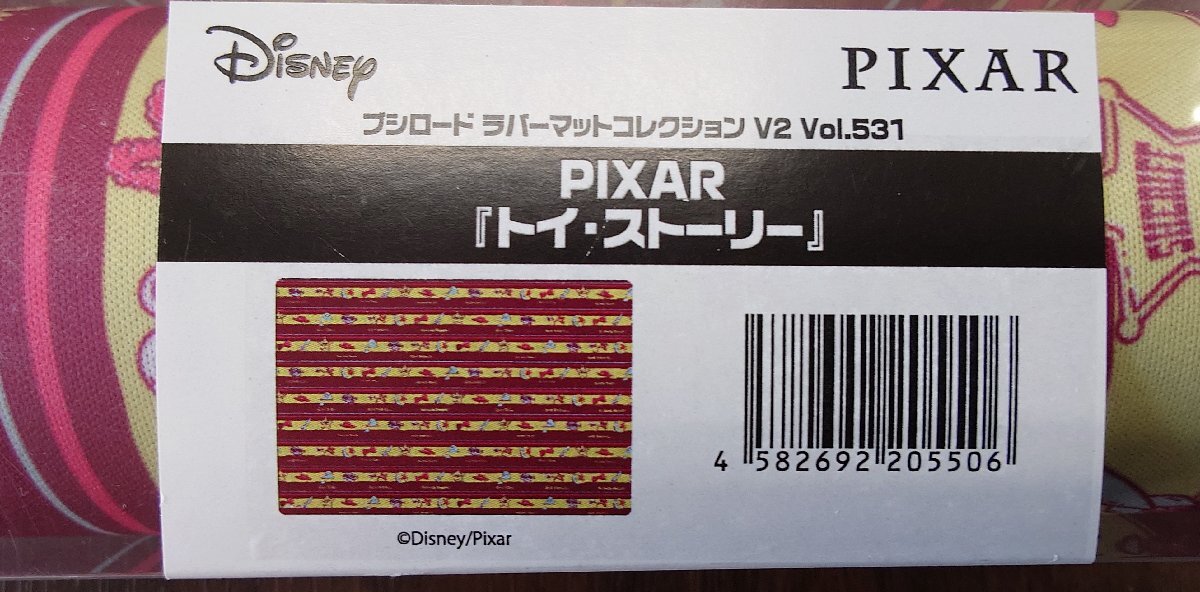 Disney
PIXAR
ブシロード ラバーマットコレクション V2 Vol.531
PIXAR
『トイ・ストーリー』
4 582692 205506
©Disney/Pixar